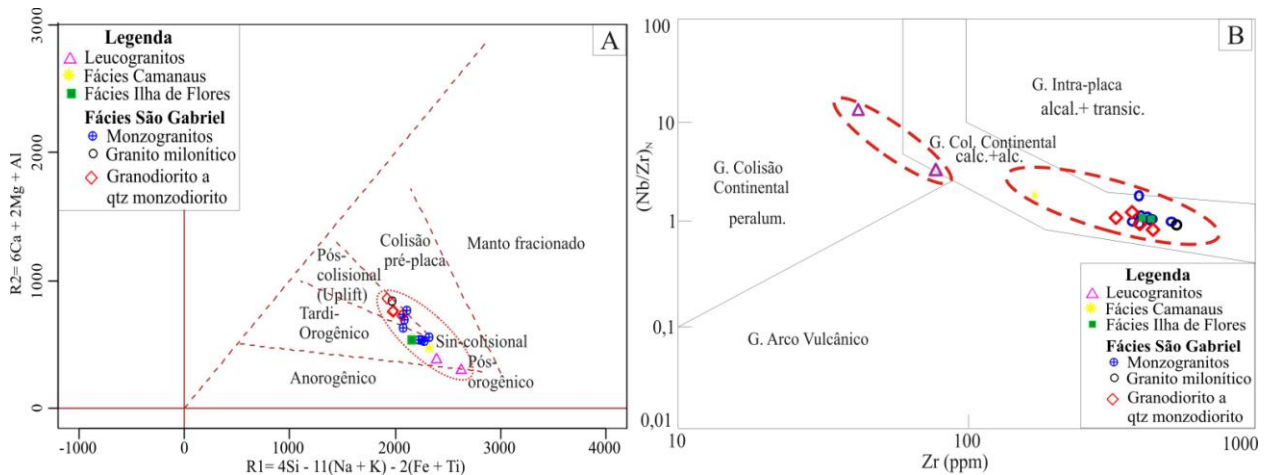 A
3000
2000
1000
0
R2= 6Ca + 2Mg + Al
Legenda
Leucogranitos
Fácies Camanaus
Fácies Ilha de Flores
Fácies São Gabriel
Monzogranitos
Granito milonítico
Granodiorito a
qtz monzodiorito
Colisão
pré-placa
Manto fracionado
Pós-
colisional
(Uplift)
Tardi-
Orogênico
Sin-colisional
Pós-
orogênico
Anorogênico
-1000 0 1000 2000 3000 4000
R1= 4Si - 11(Na + K) - 2(Fe + Ti)
B
100
10
1
0,1
0,01
(Nb/Zr)N
G. Intra-placa
alcal.+ transic.
G. Col. Continental
calc.+alc.
G. Colisão
Continental
peralum.
G. Arco Vulcânico
Legenda
Leucogranitos
Fácies Camanaus
Fácies Ilha de Flores
Fácies São Gabriel
Monzogranitos
Granito milonítico
Granodiorito a
qtz monzodiorito
10 100 1000
Zr (ppm)